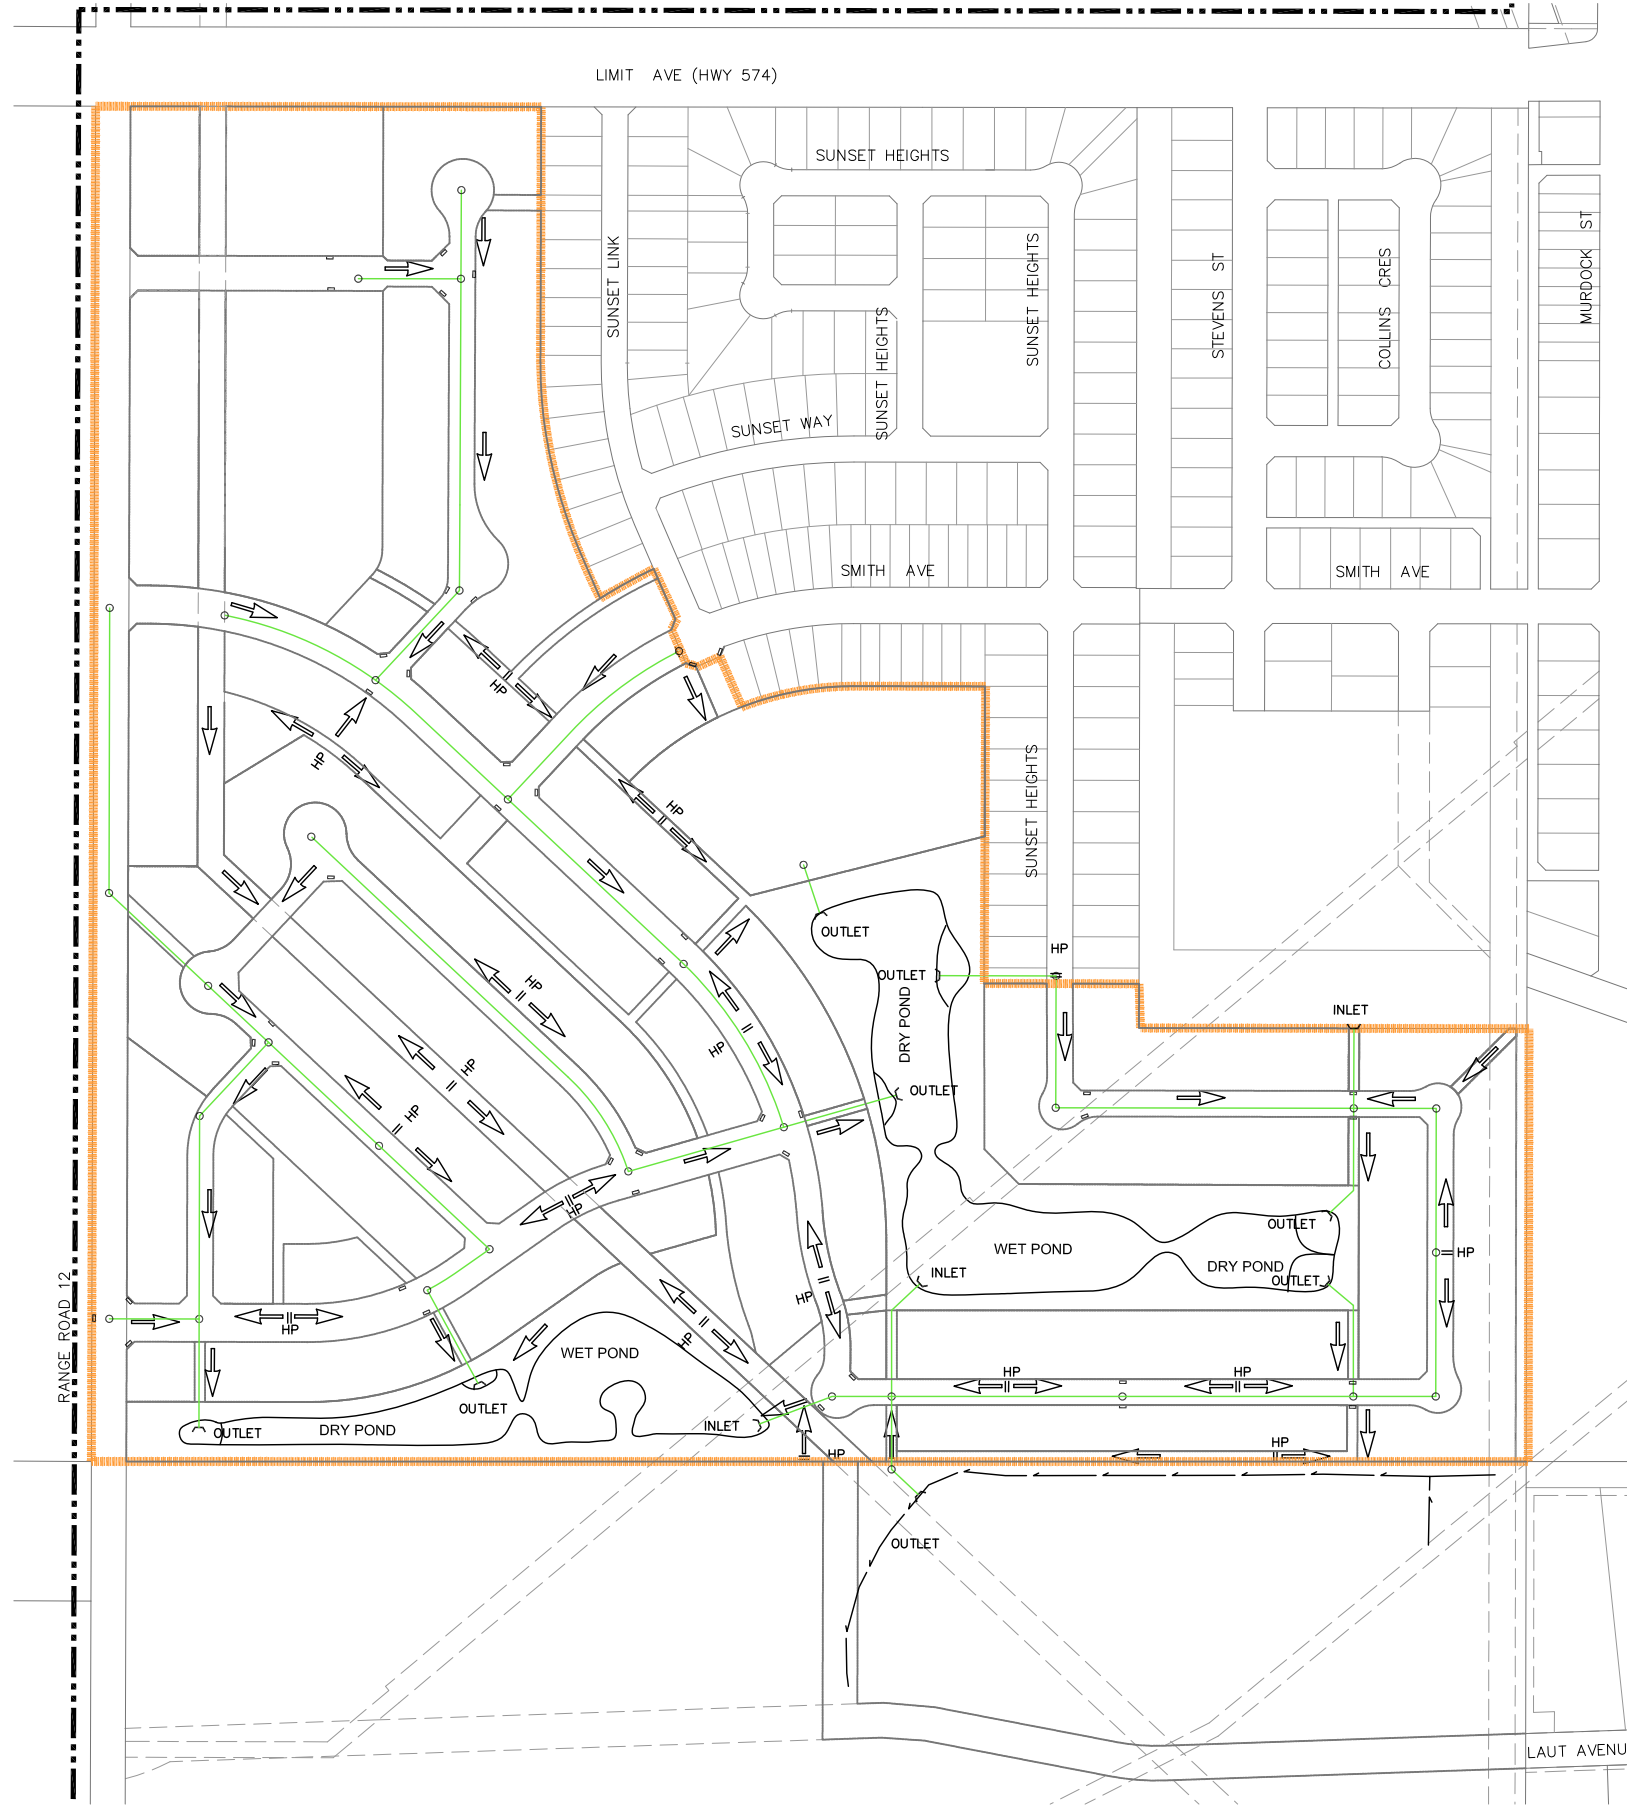 LIMIT AVE (HWY 574)
SUNSET HEIGHTS
SUNSET LINK
SUNSET HEIGHTS
SUNSET HEIGHTS
STEVENS ST
COLLINS CRES
MURDOCK ST
SUNSET WAY
SMITH AVE
SMITH AVE
HP
HP
HP
SUNSET HEIGHTS
OUTLET
HP
OUTLET
HP
DRY POND
INLET
HP
HP
OUTLET
HP
HP
OUTLET
WET POND
HP
DRY POND
INLET
OUTLET
RANGE ROAD 12
HP
HP
HP
WET POND
HP
HP
OUTLET
OUTLET
DRY POND
INLET
HP
HP
OUTLET
LAUT AVENU